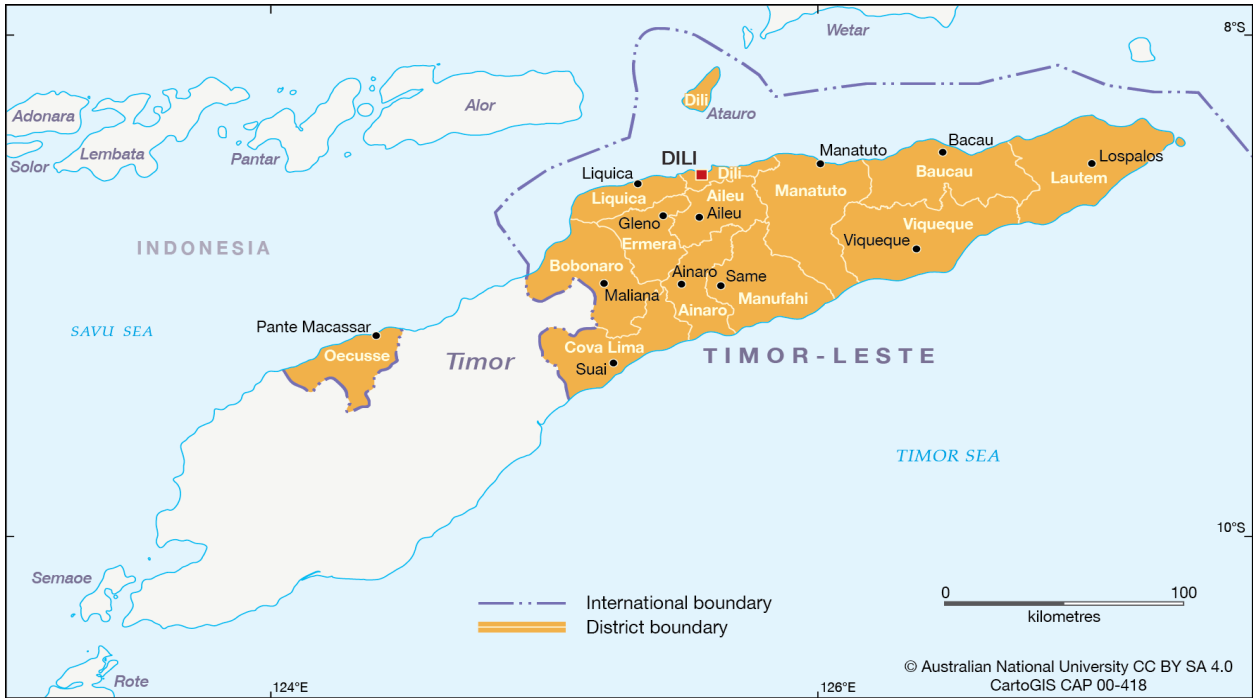 8°S
Wetar
Adonara
Alor
Dili
Atauro
Solor
Lembata
Pantar
DILI
Manatuto
Bacau
Lospalos
Liquica
Dili
Baucau
Lautem
Liquica
Aileu
Manatuto
Gleno
Aileu
Viqueque
INDONESIA
Ermera
Viqueque
Bobonaro
Ainaro
Same
Maliana
Manufahi
Ainaro
SAVU SEA
Pante Macassar
Oecusse
Timor
Cova Lima
TIMOR-LESTE
Suai
TIMOR SEA
10°S
Semaoe
International boundary
District boundary
0 100
kilometres
Rote
124°E
126°E
© Australian National University CC BY SA 4.0
CartoGIS CAP 00-418